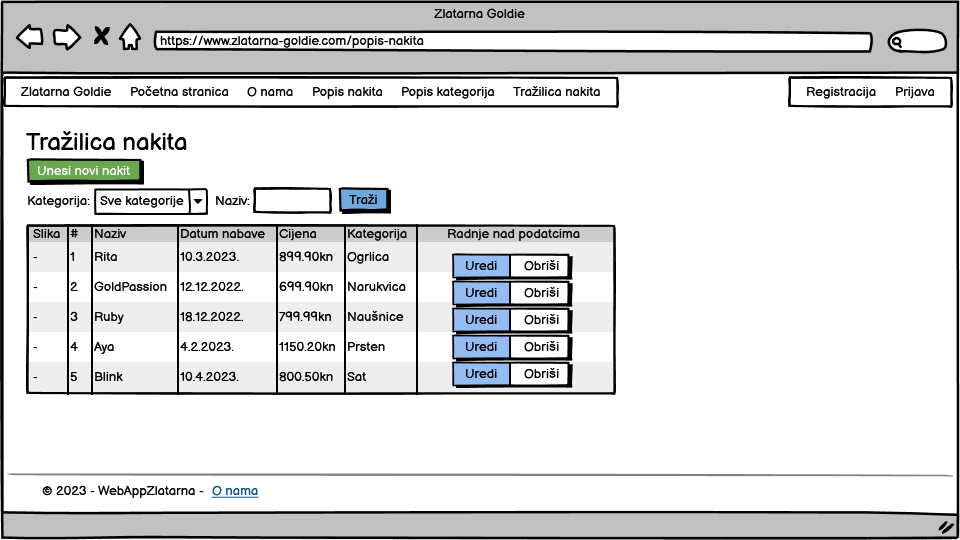 Zlatarna Goldie
https://www.zlatarna-goldie.com/popis-nakita
Zlatarna Goldie Početna stranica O nama Popis nakita Popis kategorija Tražilica nakita Registracija Prijava
Tražilica nakita
Unesi novi nakit
Kategorija: Sve kategorije Naziv: Traži
Slika # Naziv Datum nabave Cijena Kategorija Radnje nad podatcima
- 1 Rita 10.3.2023. 899.90kn Ogrlica Uredi Obriši
- 2 GoldPassion 12.12.2022. 699.90kn Narukvica Uredi Obriši
- 3 Ruby 18.12.2022. 799.99kn Naušnice Uredi Obriši
- 4 Aya 4.2.2023. 1150.20kn Prsten Uredi Obriši
- 5 Blink 10.4.2023. 800.50kn Sat Uredi Obriši
© 2023 - WebAppZlatarna - O nama